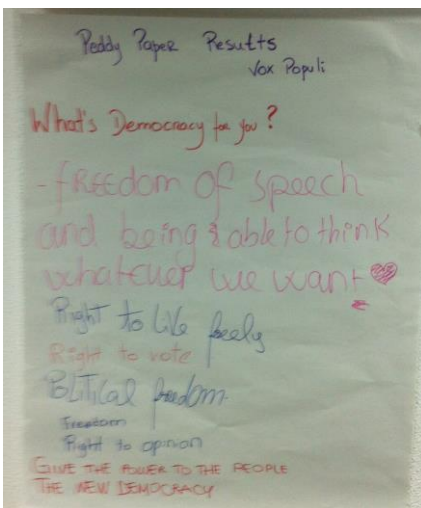 Peddy Paper Results
Vox Populi
What's Democracy for you?
- freedom of speech
and being & able to think
whatever we want
Right to live freely
Right to vote
Political freedom
Freedom
Right to opinion
GIVE THE POWER TO THE PEOPLE
THE NEW DEMOCRACY